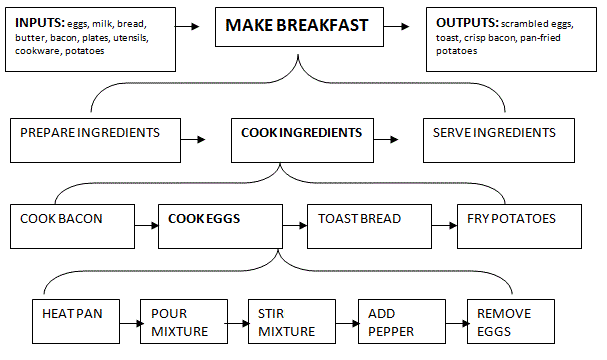 INPUTS: eggs, milk, bread,
butter, bacon, plates, utensils,
cookware, potatoes
MAKE BREAKFAST
OUTPUTS: scrambled eggs,
toast, crisp bacon, pan-fried
potatoes
PREPARE INGREDIENTS
COOK INGREDIENTS
SERVE INGREDIENTS
COOK BACON
COOK EGGS
TOAST BREAD
FRY POTATOES
HEAT PAN
POUR
MIXTURE
STIR
MIXTURE
ADD
PEPPER
REMOVE
EGGS